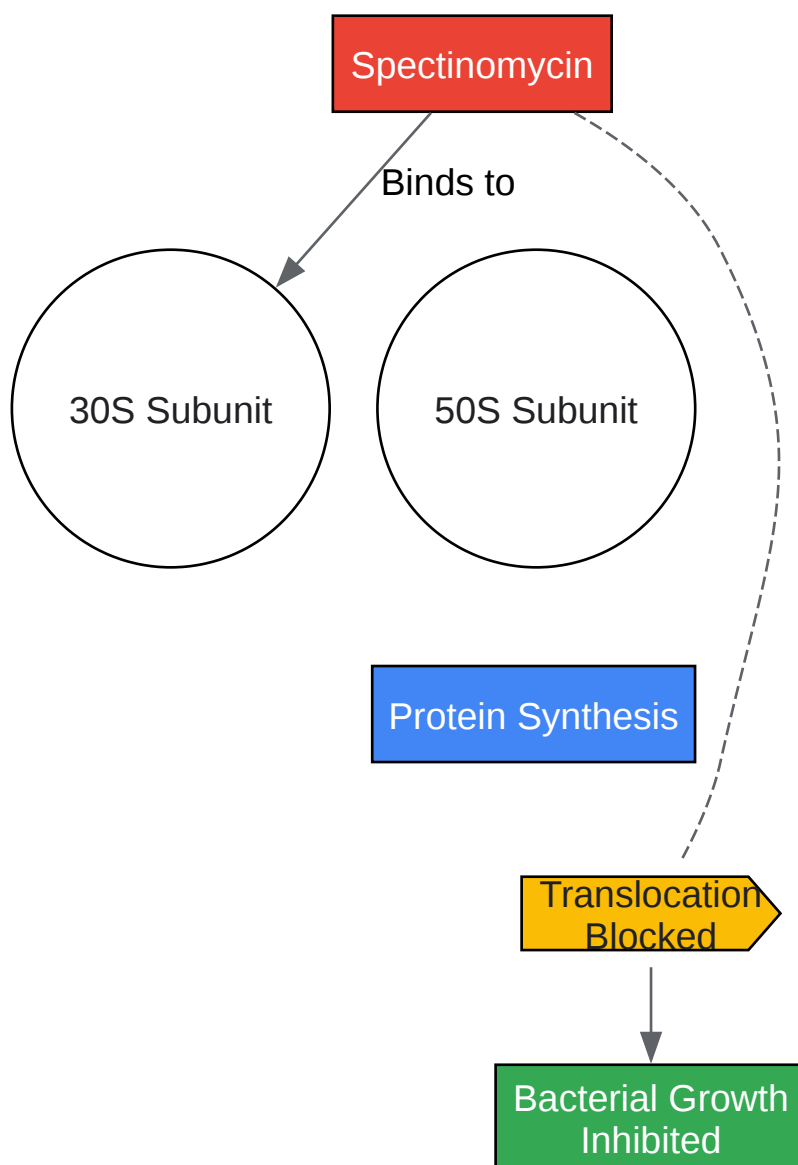 Spectinomycin
Binds to
30S Subunit
50S Subunit
Protein Synthesis
Translocation
Blocked
Bacterial Growth
Inhibited